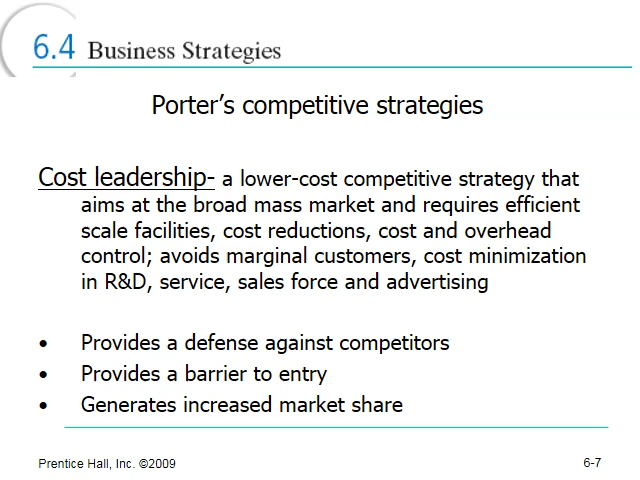 6.4 Business Strategies
Porter's competitive strategies
Cost leadership- a lower-cost competitive strategy that
aims at the broad mass market and requires efficient
scale facilities, cost reductions, cost and overhead
control; avoids marginal customers, cost minimization
in R&D, service, sales force and advertising
• Provides a defense against competitors
• Provides a barrier to entry
• Generates increased market share
Prentice Hall, Inc. ©2009 6-7